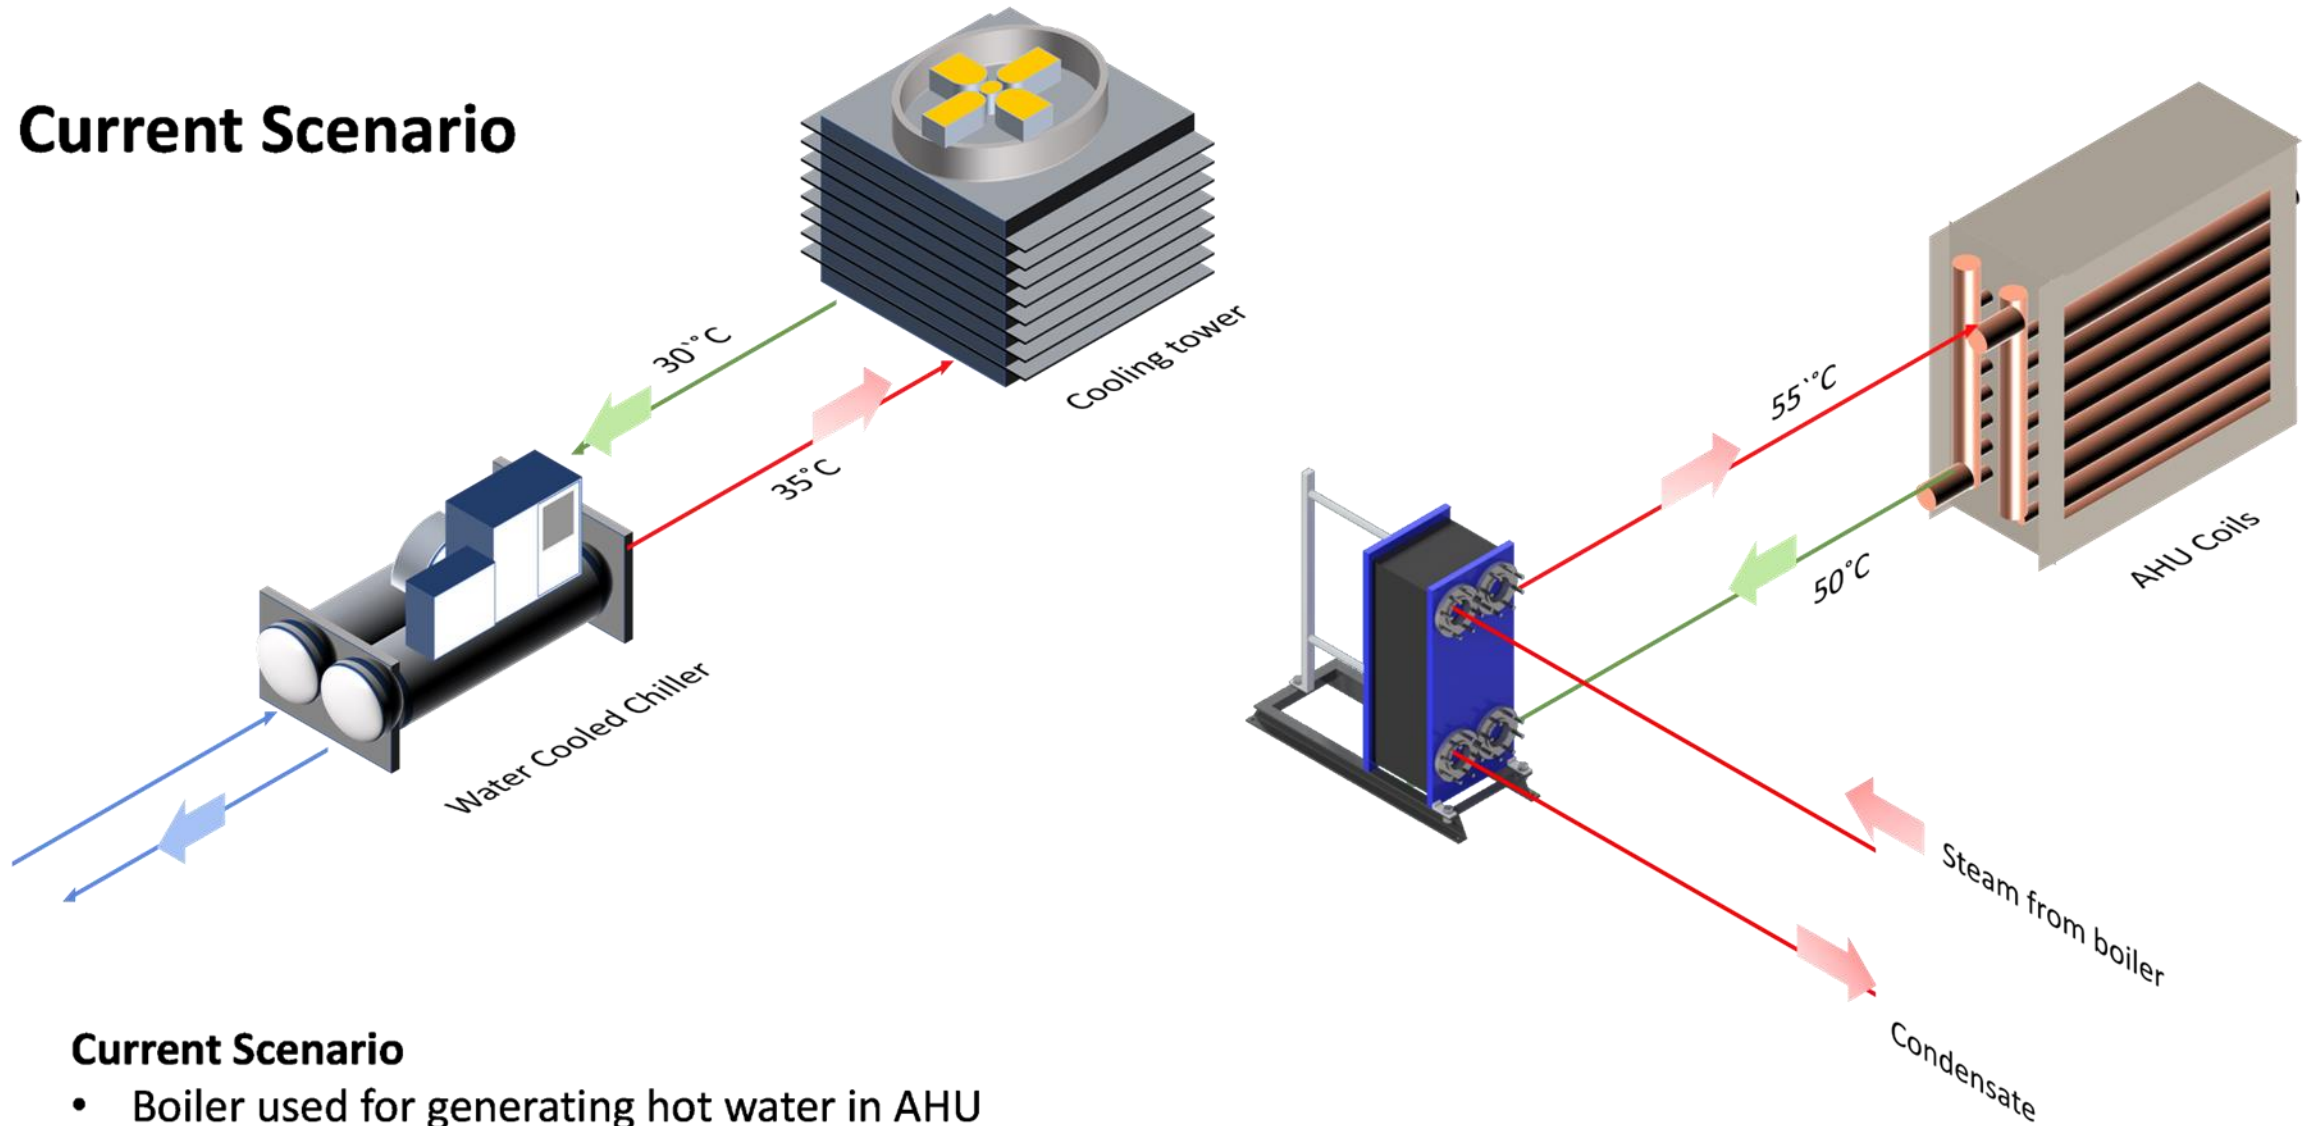 Current Scenario
30`°C
35°C
Cooling tower
Water Cooled Chiller
55`°C
50°C
AHU Coils
Steam from boiler
Condensate
Current Scenario
• Boiler used for generating hot water in AHU